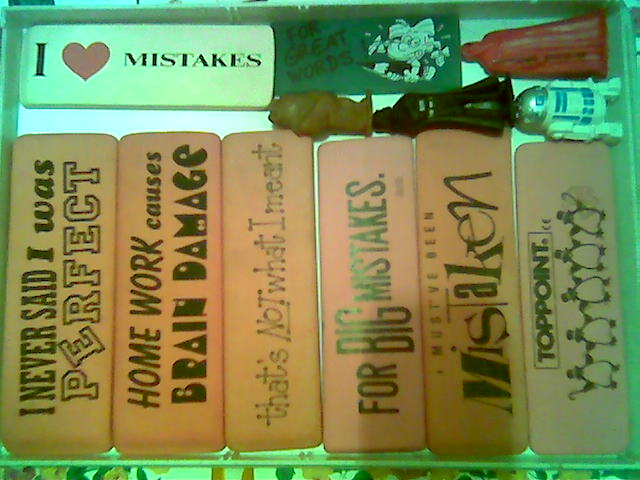 I ❤ MISTAKES
FOR
GREAT
WORDS!
I NEVER SAID I was
PERFECT
HOME WORK causes
BRAIN DAMAGE
that's NOT what I meant
FOR BIG MISTAKES.
I MUST'VE BEEN
MisTaKen
TOPPOINT. CE